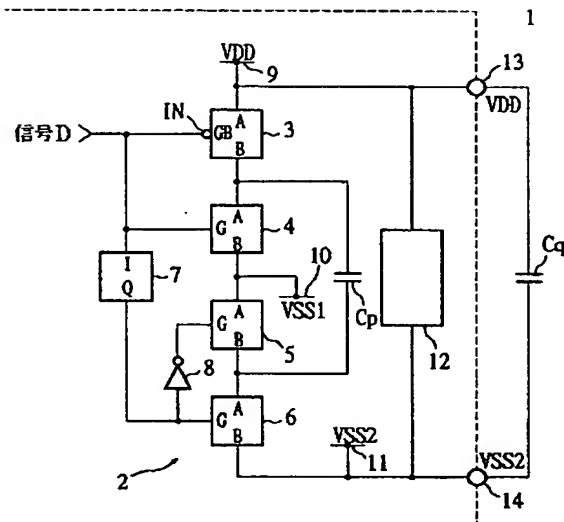 1
VDD
9
13
VDD
IN
信号D
GB A B
3
G A B
4
10
VSS1
Cp
Cq
12
I Q
7
G A B
5
8
G A B
6
VSS2
11
VSS2
14
2